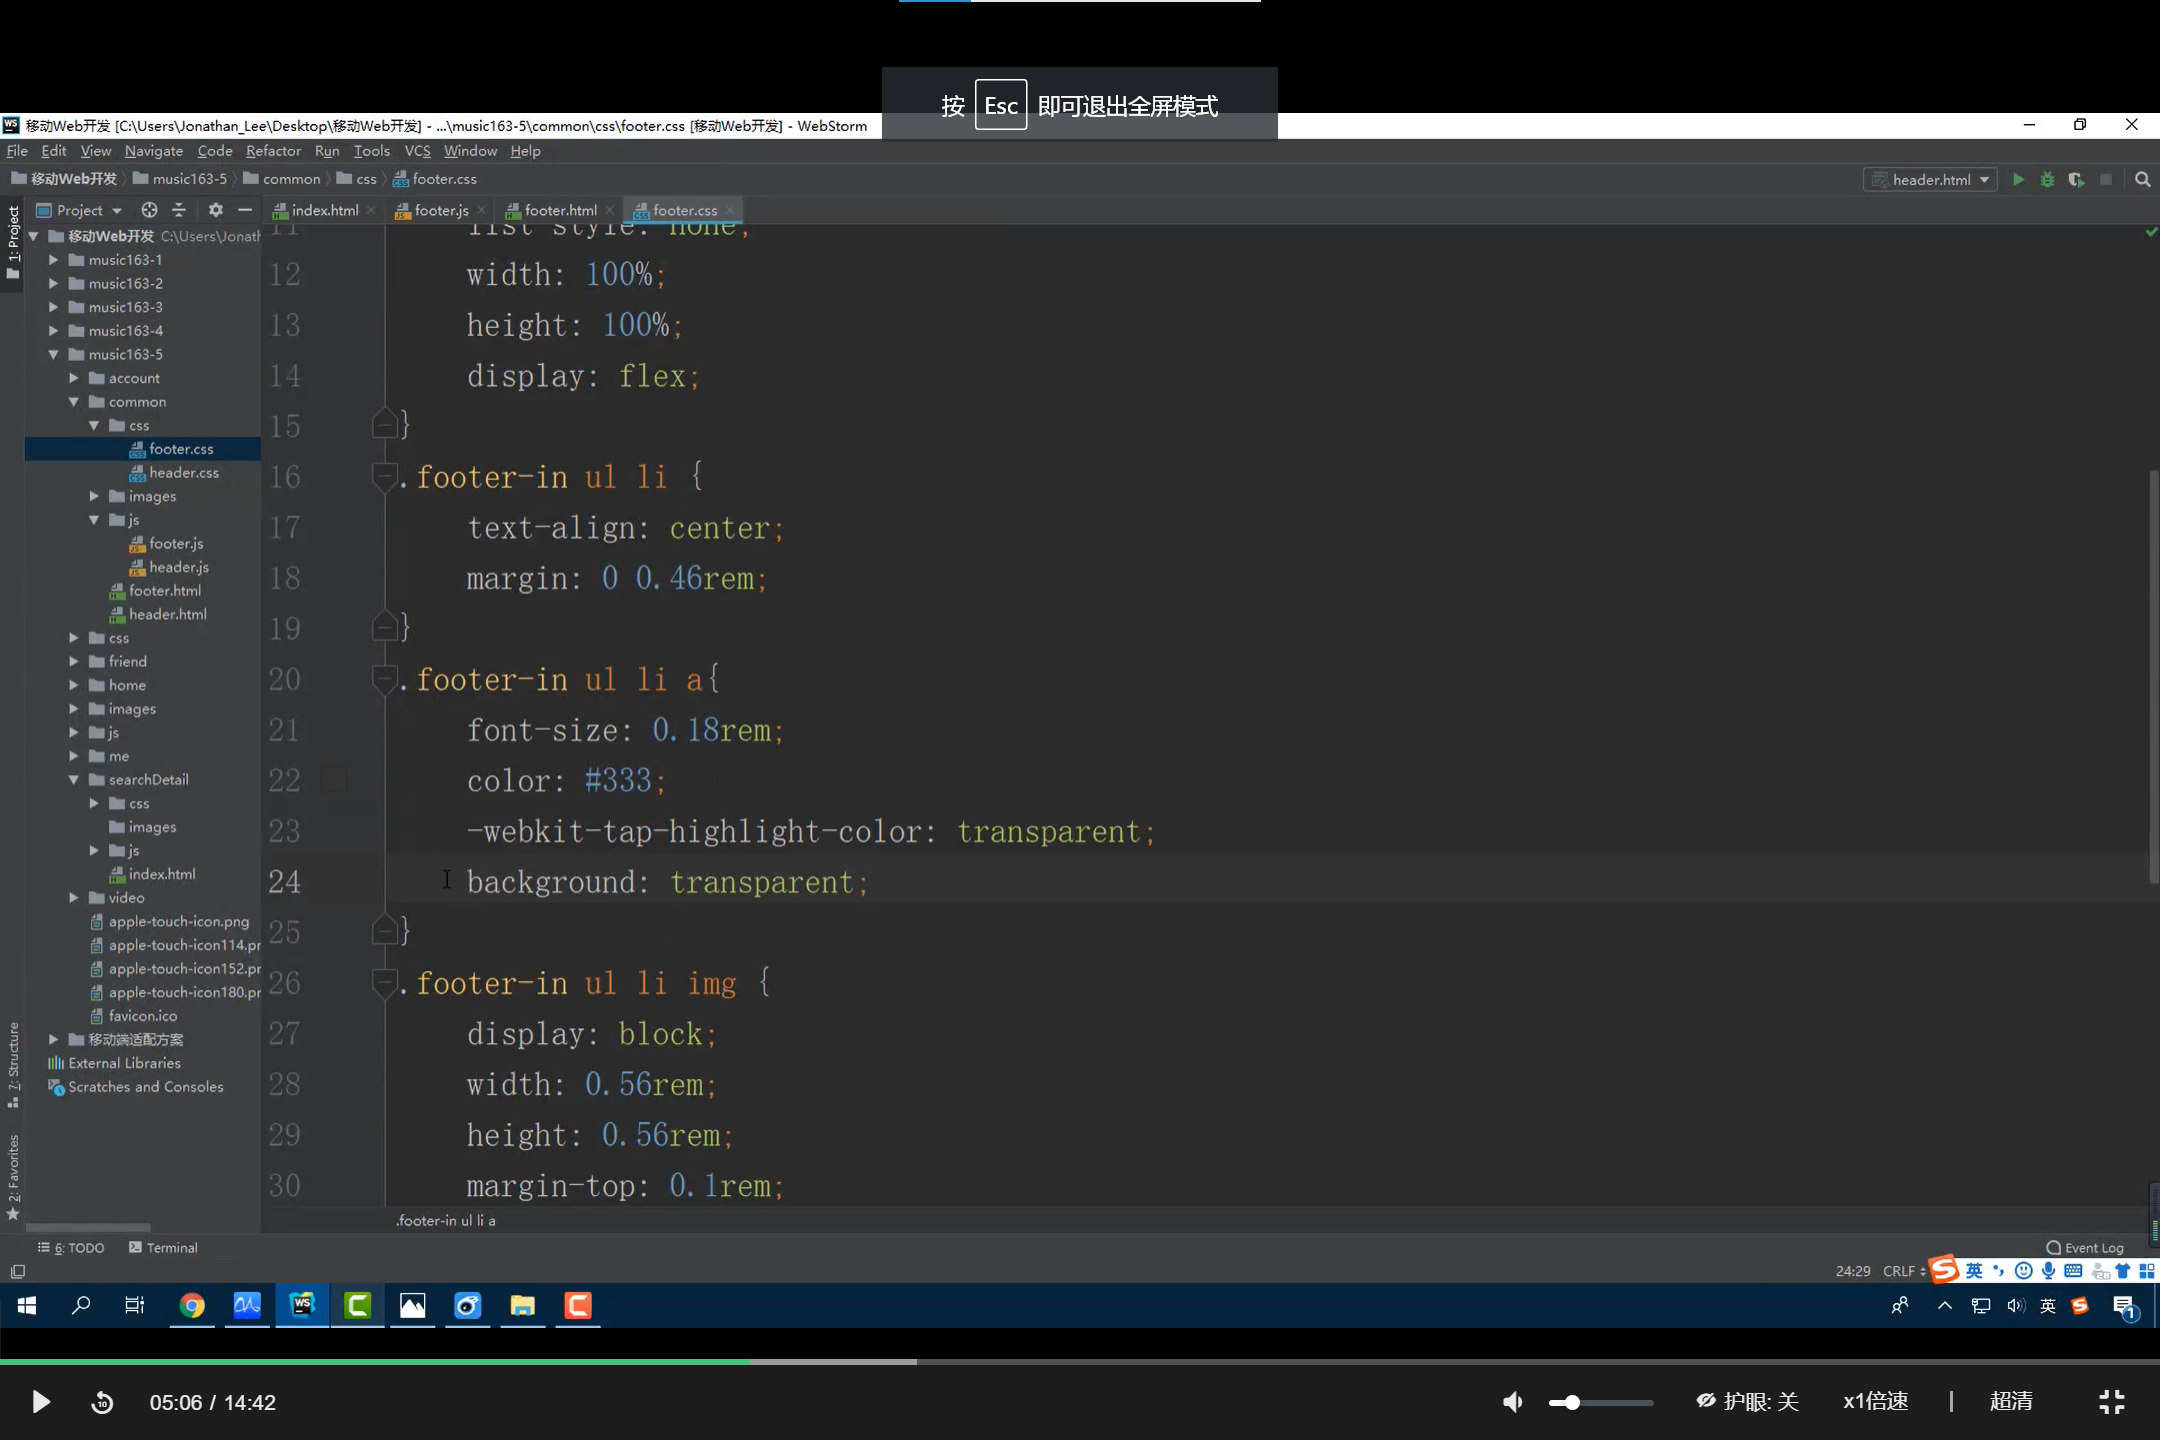 按 Esc 即可退出全屏模式
移动Web开发 [C:\Users\Jonathan_Lee\Desktop\移动Web开发] - ...\music163-5\common\css\footer.css [移动Web开发] - WebStorm
File Edit View Navigate Code Refactor Run Tools VCS Window Help
移动Web开发 music163-5 common css footer.css
header.html
Project
index.html footer.js footer.html footer.css
1: Project
7: Structure
2: Favorites
移动Web开发 C:\Users\Jonat
music163-1
music163-2
music163-3
music163-4
music163-5
account
common
css
footer.css
header.css
images
js
footer.js
header.js
footer.html
header.html
css
friend
home
images
js
me
searchDetail
css
images
js
index.html
video
apple-touch-icon.png
apple-touch-icon114.pr
apple-touch-icon152.pr
apple-touch-icon180.pr
favicon.ico
移动端适配方案
External Libraries
Scratches and Consoles
11 list-style: none;
12 width: 100%;
13 height: 100%;
14 display: flex;
15 }
16 .footer-in ul li {
17 text-align: center;
18 margin: 0 0.46rem;
19 }
20 .footer-in ul li a{
21 font-size: 0.18rem;
22 color: #333;
23 -webkit-tap-highlight-color: transparent;
24 background: transparent;
25 }
26 .footer-in ul li img {
27 display: block;
28 width: 0.56rem;
29 height: 0.56rem;
30 margin-top: 0.1rem;
.footer-in ul li a
6: TODO Terminal
Event Log
24:29 CRLF
英
英
1
05:06 / 14:42
护眼: 关 x1倍速 | 超清